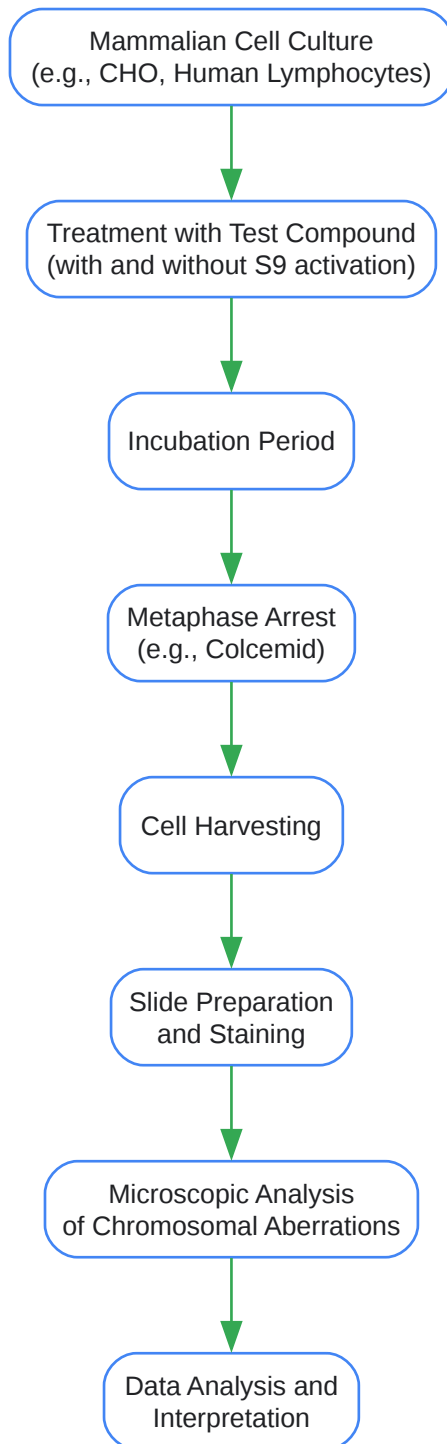 Mammalian Cell Culture
(e.g., CHO, Human Lymphocytes)
Treatment with Test Compound
(with and without S9 activation)
Incubation Period
Metaphase Arrest
(e.g., Colcemid)
Cell Harvesting
Slide Preparation
and Staining
Microscopic Analysis
of Chromosomal Aberrations
Data Analysis and
Interpretation